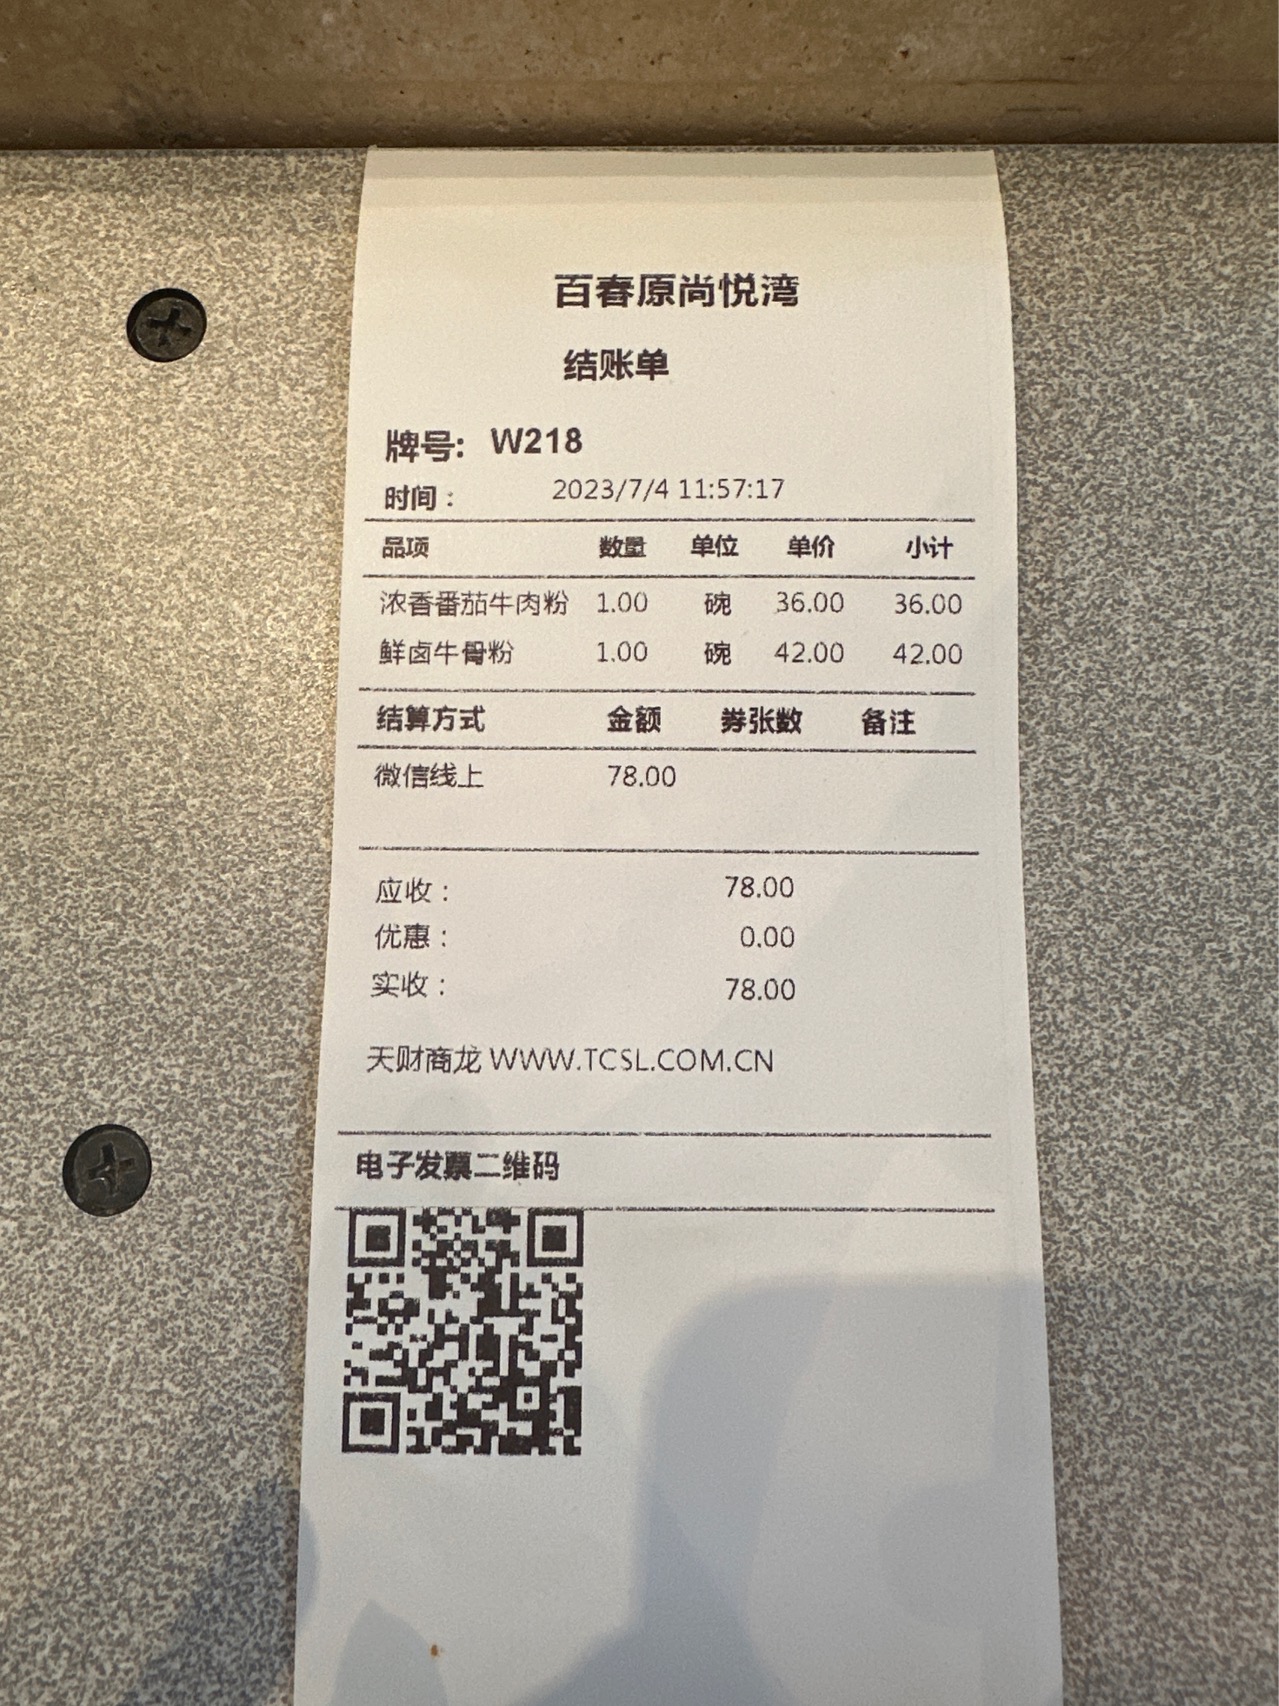 百春原尚悦湾
结账单
牌号: W218
时间： 2023/7/4 11:57:17
品项 数量 单位 单价 小计
浓香番茄牛肉粉 1.00 碗 36.00 36.00
鲜卤牛骨粉 1.00 碗 42.00 42.00
结算方式 金额 券张数 备注
微信线上 78.00
应收： 78.00
优惠： 0.00
实收： 78.00
天财商龙 WWW.TCSL.COM.CN
电子发票二维码